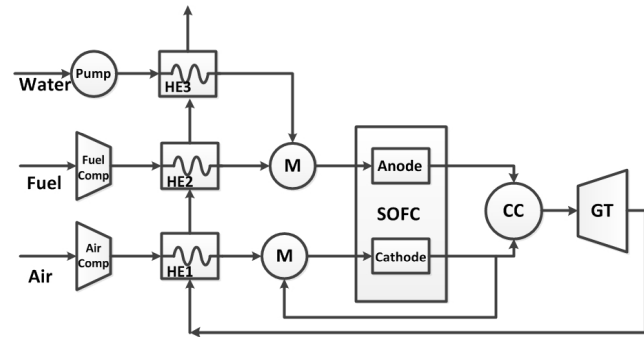 Water
Pump
HE3
Fuel
Fuel
Comp
HE2
M
Anode
SOFC
CC
GT
Air
Air
Comp
HE1
M
Cathode